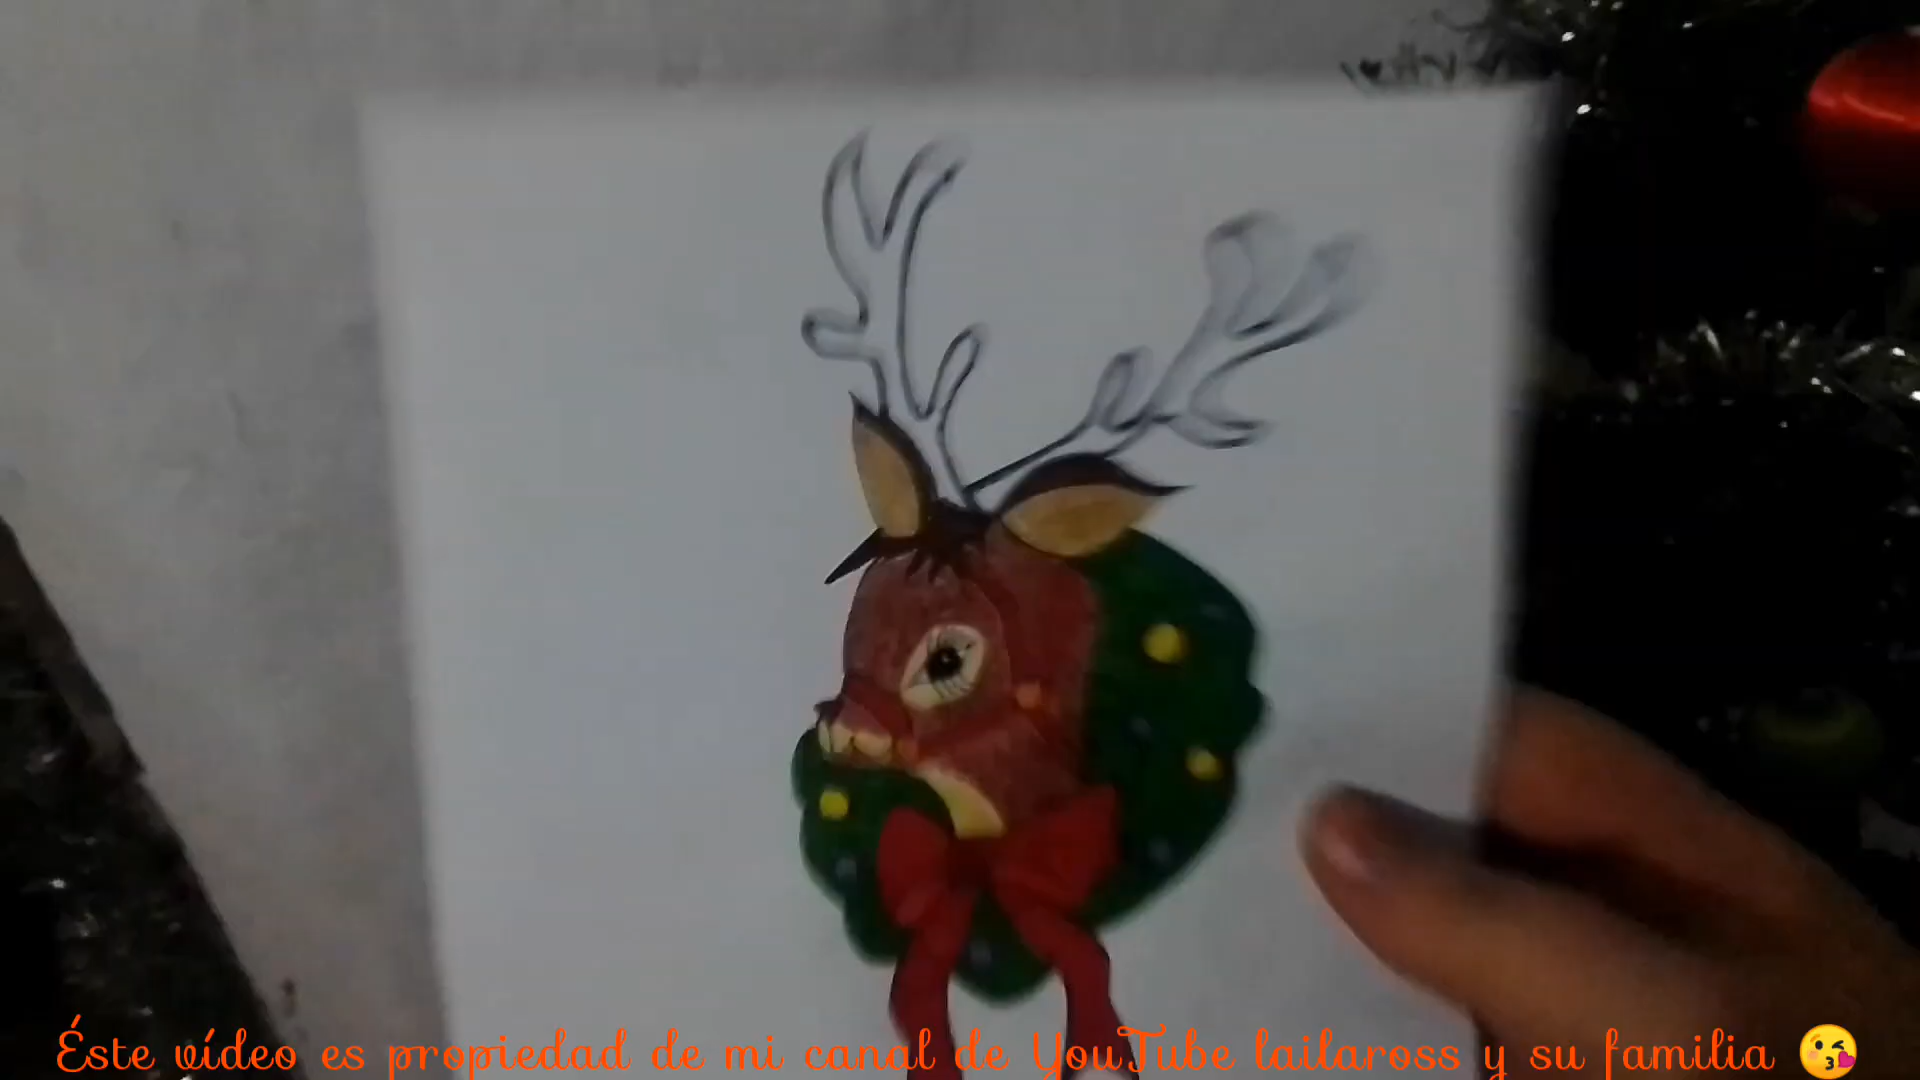 Éste vídeo es propiedad de mi canal de YouTube lailaross y su familia 😘